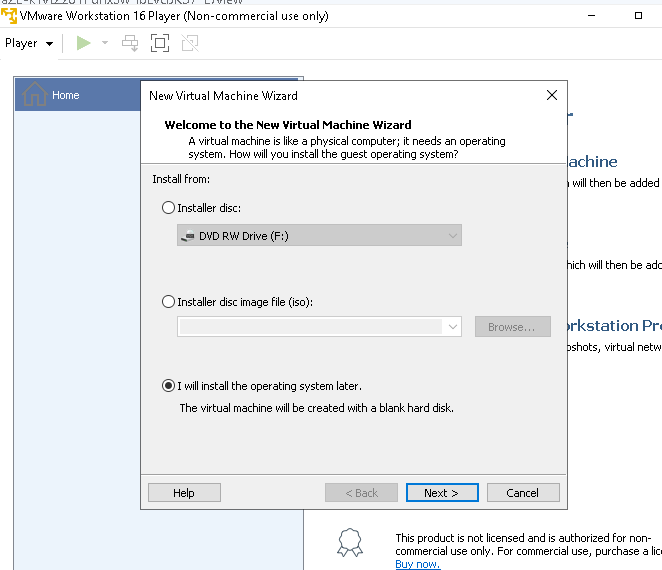 VMware Workstation 16 Player (Non-commercial use only)
Player
Home
New Virtual Machine Wizard
Welcome to the New Virtual Machine Wizard
A virtual machine is like a physical computer; it needs an operating
system. How will you install the guest operating system?
Install from:
Installer disc:
DVD RW Drive (F:)
Installer disc image file (iso):
Browse...
I will install the operating system later.
The virtual machine will be created with a blank hard disk.
Help
< Back
Next >
Cancel
achine
will then be added
hich will then be add
orkstation Pro
pshots, virtual netw
This product is not licensed and is authorized for non-
commercial use only. For commercial use, purchase a lic
Buy now.